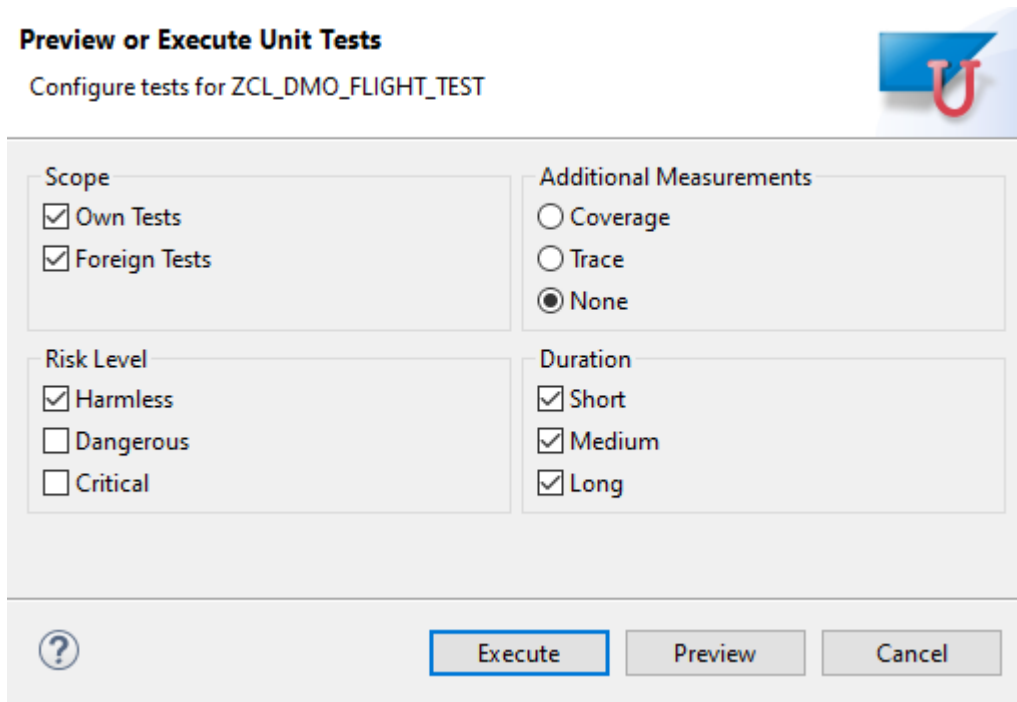 Preview or Execute Unit Tests
Configure tests for ZCL_DMO_FLIGHT_TEST
U
Scope
Own Tests
Foreign Tests
Additional Measurements
Coverage
Trace
None
Risk Level
Harmless
Dangerous
Critical
Duration
Short
Medium
Long
?
Execute
Preview
Cancel